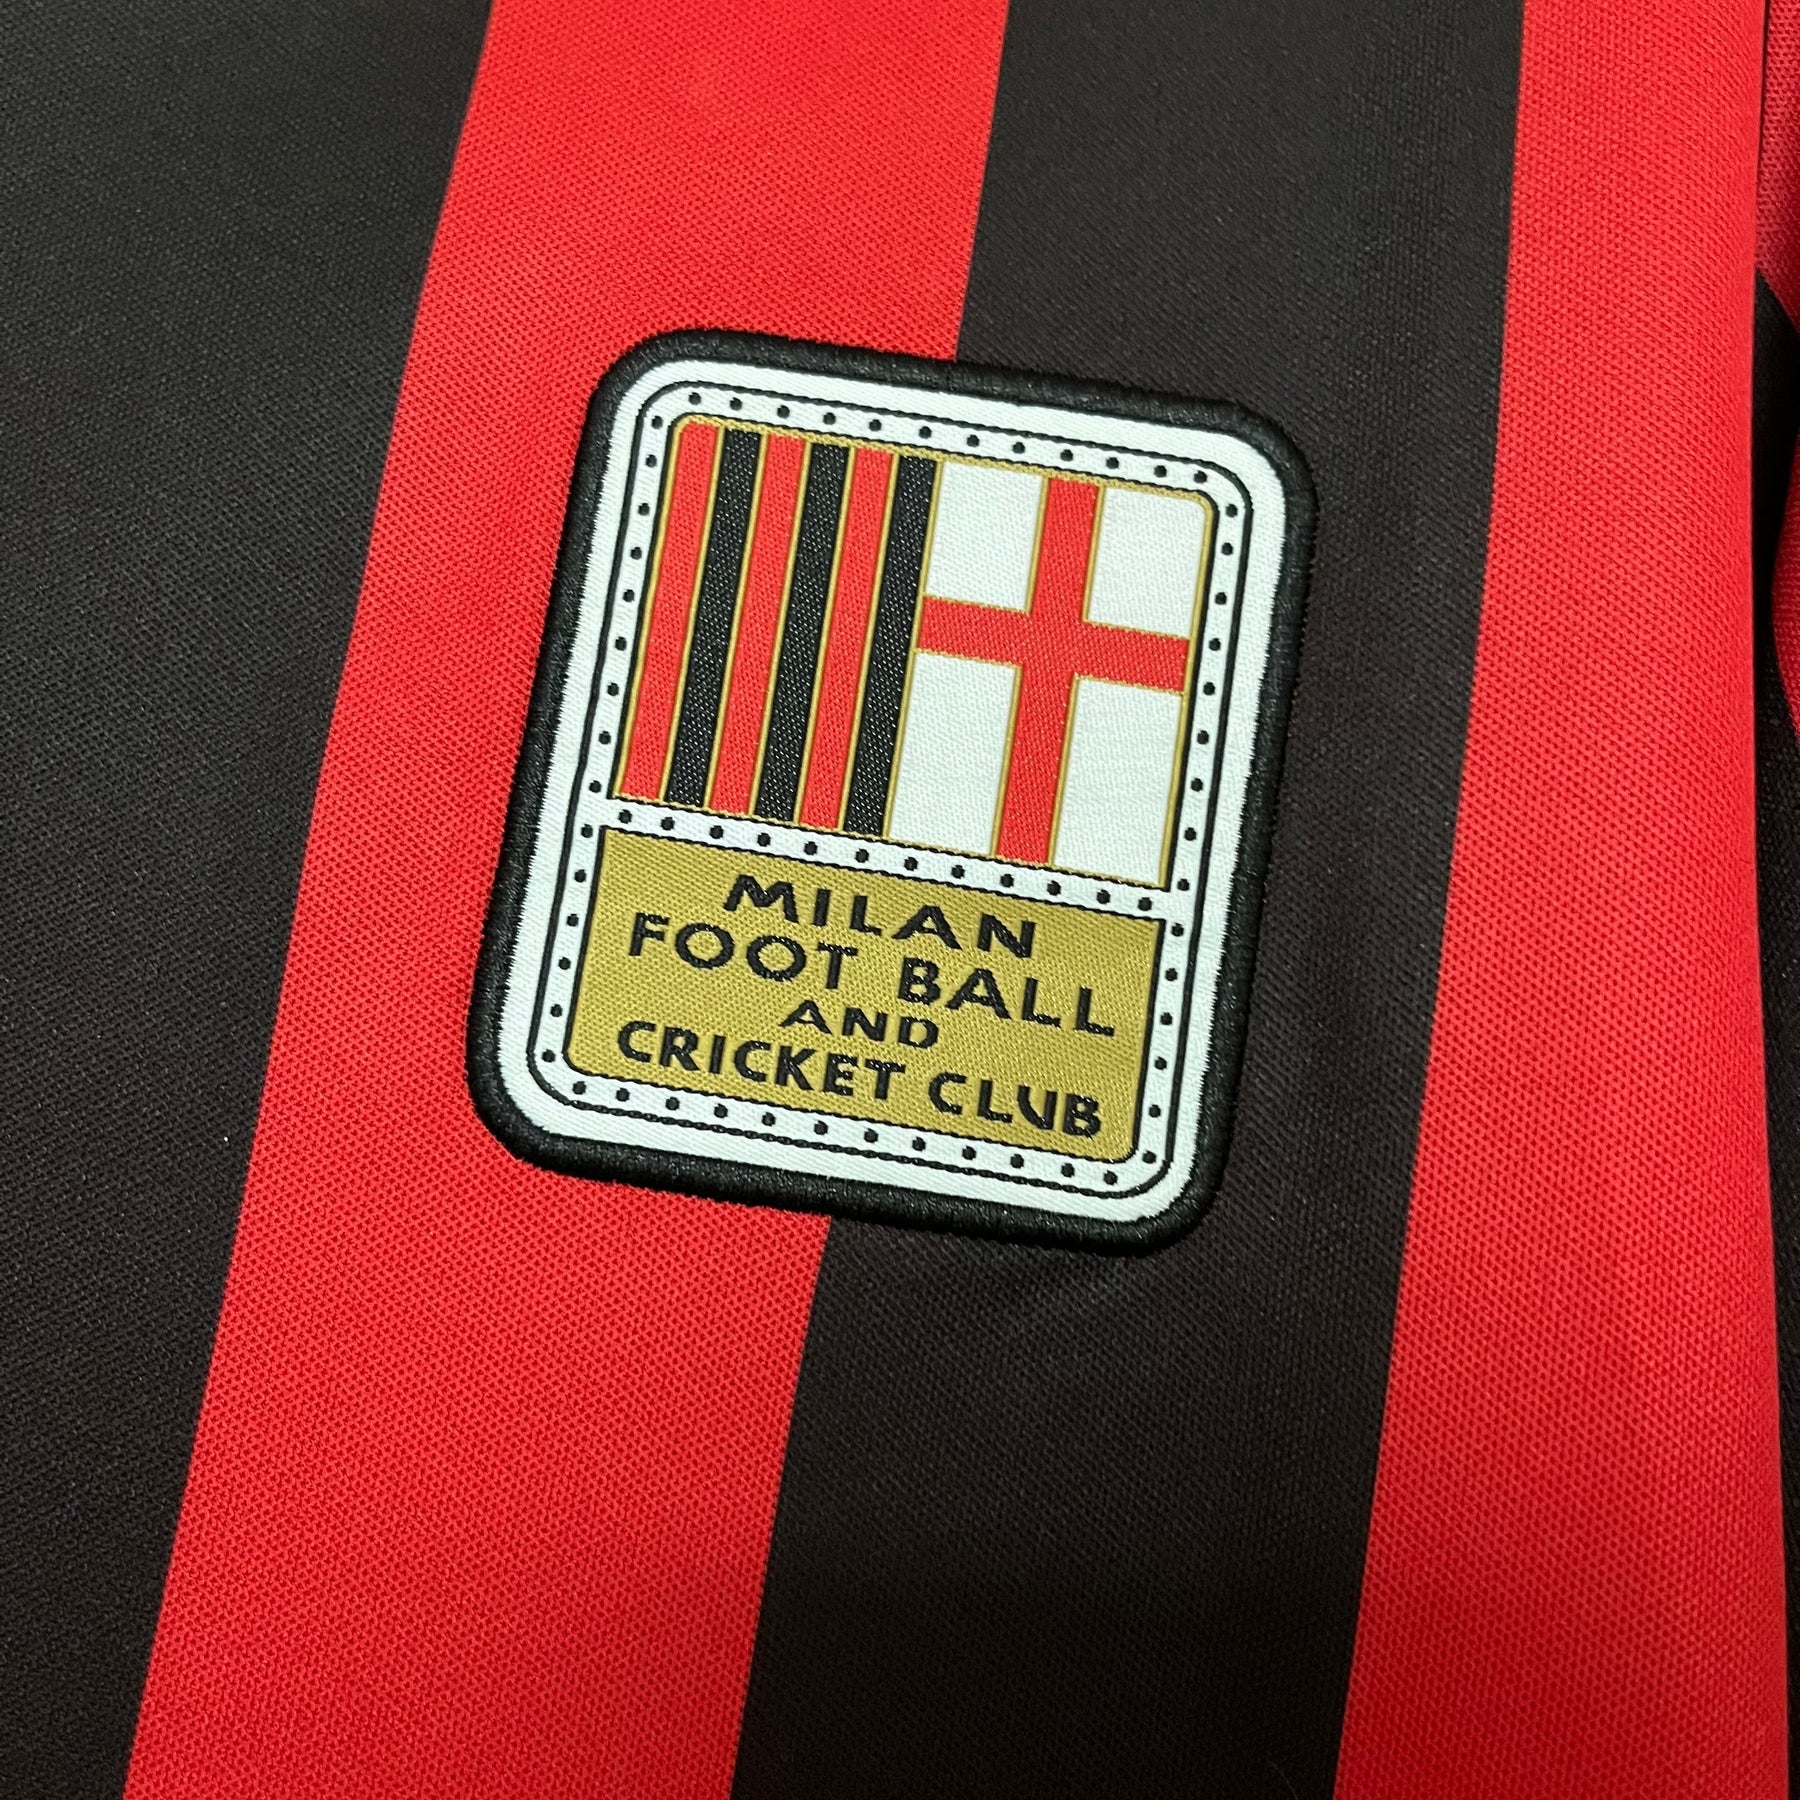 MILAN
FOOT BALL
AND
CRICKET CLUB